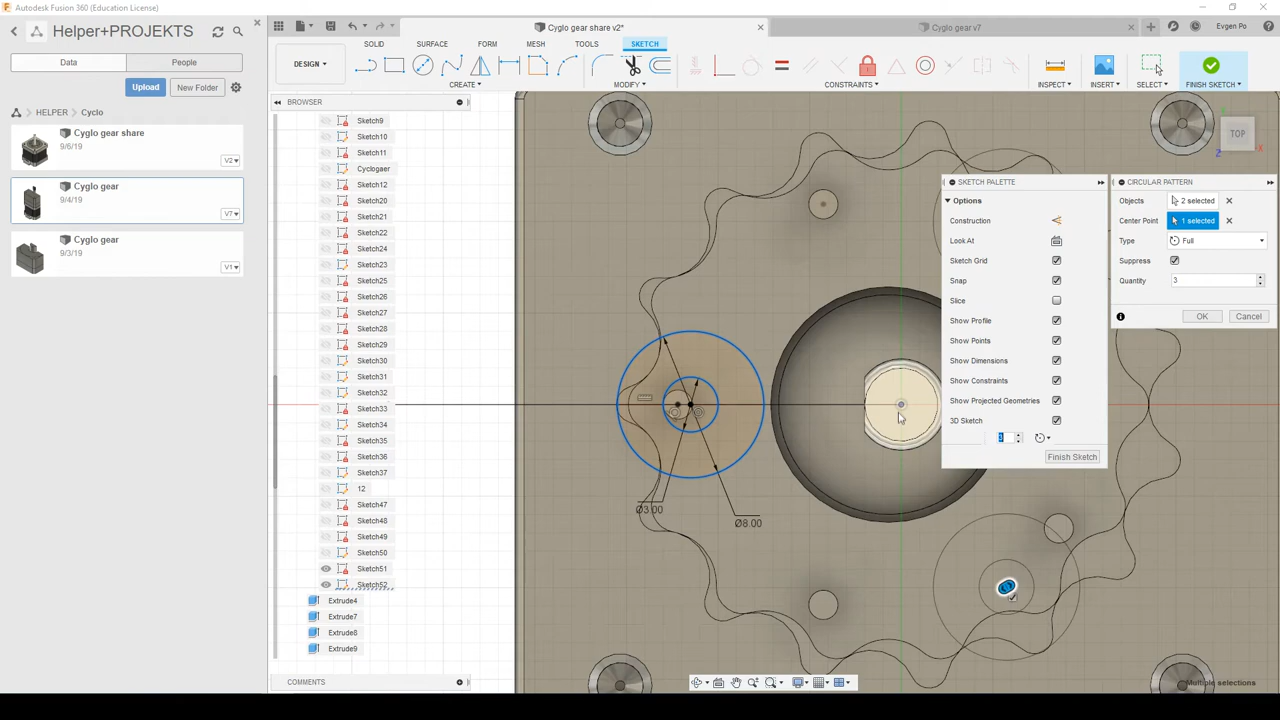 Autodesk Fusion 360 (Education License)
Helper+PROJEKTS
Data
People
Upload
New Folder
HELPER
Cyclo
Cyglo gear share
9/6/19
V2
Cyglo gear
9/4/19
V7
Cyglo gear
9/3/19
V1
Cyglo gear share v2*
Cyglo gear v7
Evgen Po
DESIGN
SOLID
SURFACE
FORM
MESH
TOOLS
SKETCH
CREATE
MODIFY
CONSTRAINTS
INSPECT
INSERT
SELECT
FINISH SKETCH
BROWSER
Sketch9
Sketch10
Sketch11
Cyclogaer
Sketch12
Sketch20
Sketch21
Sketch22
Sketch24
Sketch23
Sketch25
Sketch26
Sketch27
Sketch28
Sketch29
Sketch30
Sketch31
Sketch32
Sketch33
Sketch34
Sketch35
Sketch36
Sketch37
12
Sketch47
Sketch48
Sketch49
Sketch50
Sketch51
Sketch52
Extrude4
Extrude7
Extrude8
Extrude9
COMMENTS
Ø3.00
Ø8.00
TOP
X
Z
SKETCH PALETTE
Options
Construction
Look At
Sketch Grid
Snap
Slice
Show Profile
Show Points
Show Dimensions
Show Constraints
Show Projected Geometries
3D Sketch
3
Finish Sketch
CIRCULAR PATTERN
Objects
2 selected
Center Point
1 selected
Type
Full
Suppress
Quantity
3
OK
Cancel
Multiple selections